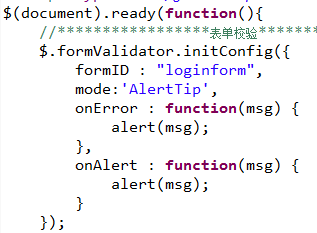 $(document).ready(function(){
//*****************表单校验*******
$.formValidator.initConfig({
formID : "loginform",
mode:'AlertTip',
onError : function(msg) {
alert(msg);
},
onAlert : function(msg) {
alert(msg);
}
});